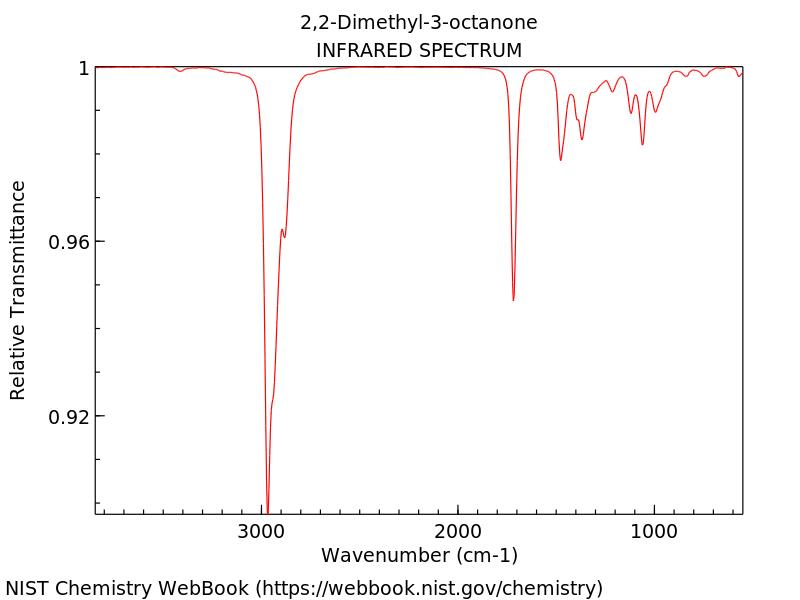 2,2-Dimethyl-3-octanone
INFRARED SPECTRUM
1
0.96
0.92
Relative Transmittance
3000 2000 1000
Wavenumber (cm-1)
NIST Chemistry WebBook (https://webbook.nist.gov/chemistry)